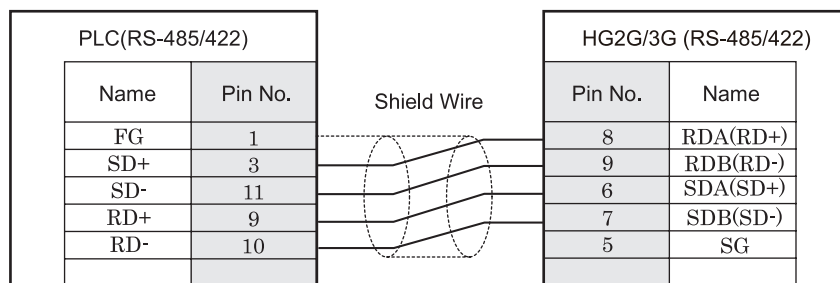 PLC(RS-485/422)
HG2G/3G (RS-485/422)
Name Pin No. Shield Wire Pin No. Name
FG 1 8 RDA(RD+)
SD+ 3 9 RDB(RD-)
SD- 11 6 SDA(SD+)
RD+ 9 7 SDB(SD-)
RD- 10 5 SG